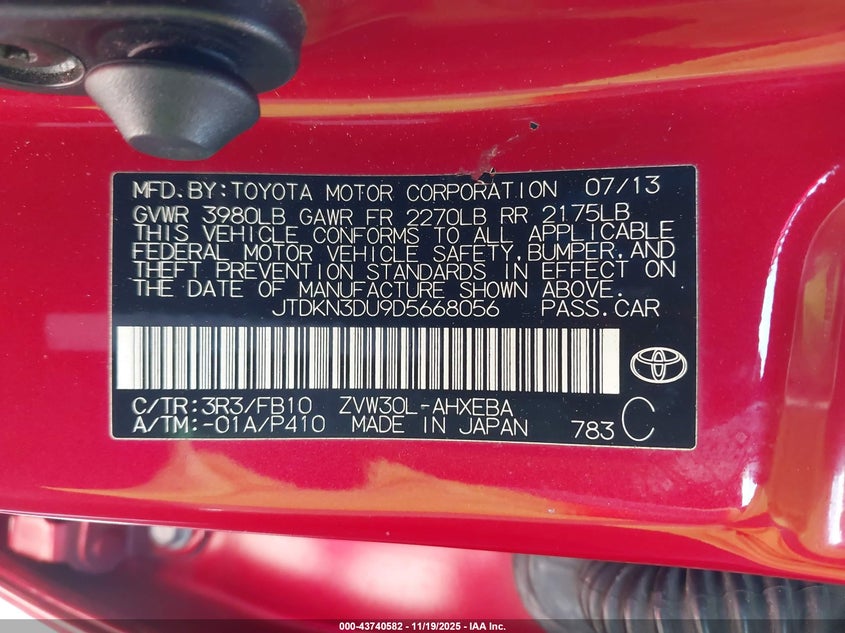 MFD. BY: TOYOTA MOTOR CORPORATION 07/13
GVWR 3980LB GAWR FR 2270LB RR 2175LB
THIS VEHICLE CONFORMS TO ALL APPLICABLE
FEDERAL MOTOR VEHICLE SAFETY, BUMPER, AND
THEFT PREVENTION STANDARDS IN EFFECT ON
THE DATE OF MANUFACTURE SHOWN ABOVE.
JTDKN3DU9D5668056 PASS. CAR
C/TR: 3R3/FB10 ZVW30L-AHXEBA
A/TM: -01A/P410 MADE IN JAPAN 783 C
000-43740582 - 11/19/2025 - IAA Inc.